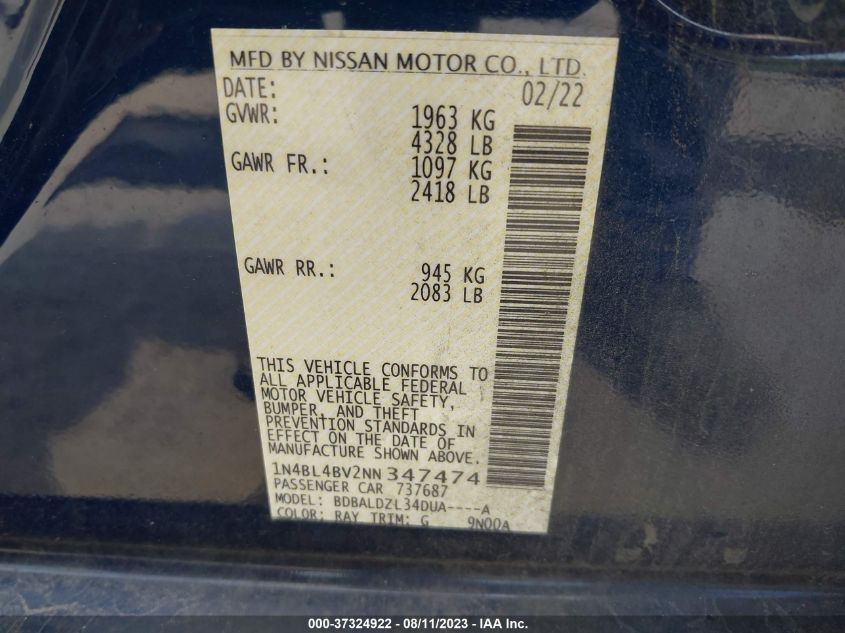 MFD BY NISSAN MOTOR CO., LTD.
DATE: 02/22
GVWR: 1963 KG
4328 LB
GAWR FR.: 1097 KG
2418 LB
GAWR RR.: 945 KG
2083 LB
THIS VEHICLE CONFORMS TO
ALL APPLICABLE FEDERAL
MOTOR VEHICLE SAFETY,
BUMPER, AND THEFT
PREVENTION STANDARDS IN
EFFECT ON THE DATE OF
MANUFACTURE SHOWN ABOVE.
1N4BL4BV2NN347474
PASSENGER CAR 737687
MODEL: BDBALDZL34DUA----A
COLOR: RAY TRIM: G 9N00A
000-37324922 - 08/11/2023 - IAA Inc.